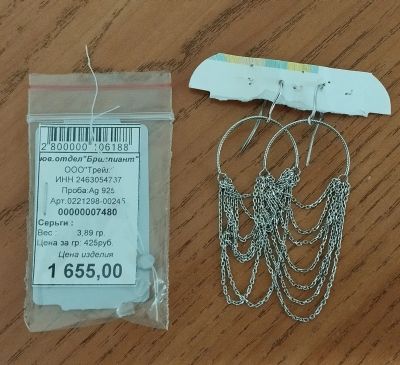 2 800000 106188
юв.отдел"Бриллиант"
ООО"Трейд"
ИНН 2463054737
Проба:Ag 925
Арт.0221298-00245
00000007480
Серьги :
Вес : 3,89 гр.
Цена за гр: 425руб.
Цена изделия
1 655,00